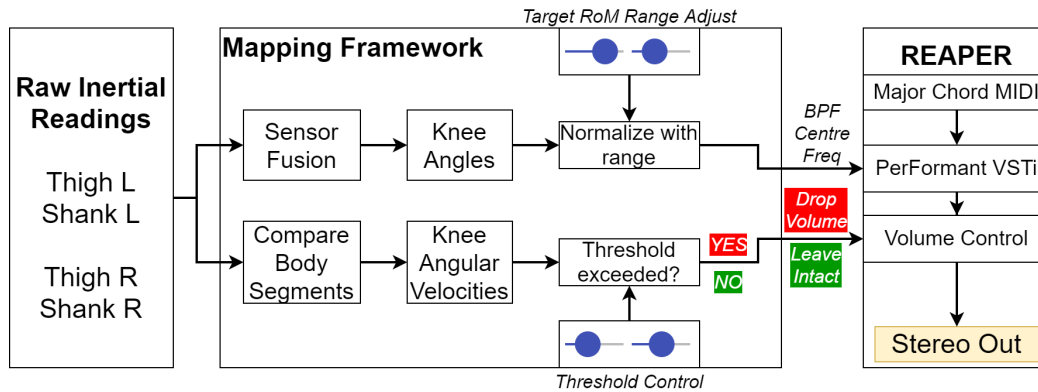 Target RoM Range Adjust
Raw Inertial
Readings
Thigh L
Shank L
Thigh R
Shank R
Mapping Framework
Sensor
Fusion
Knee
Angles
Normalize with
range
Compare
Body
Segments
Knee
Angular
Velocities
Threshold
exceeded?
Threshold Control
YES
NO
BPF
Centre
Freq
Drop
Volume
Leave
Intact
REAPER
Major Chord MIDI
PerFormant VSTi
Volume Control
Stereo Out